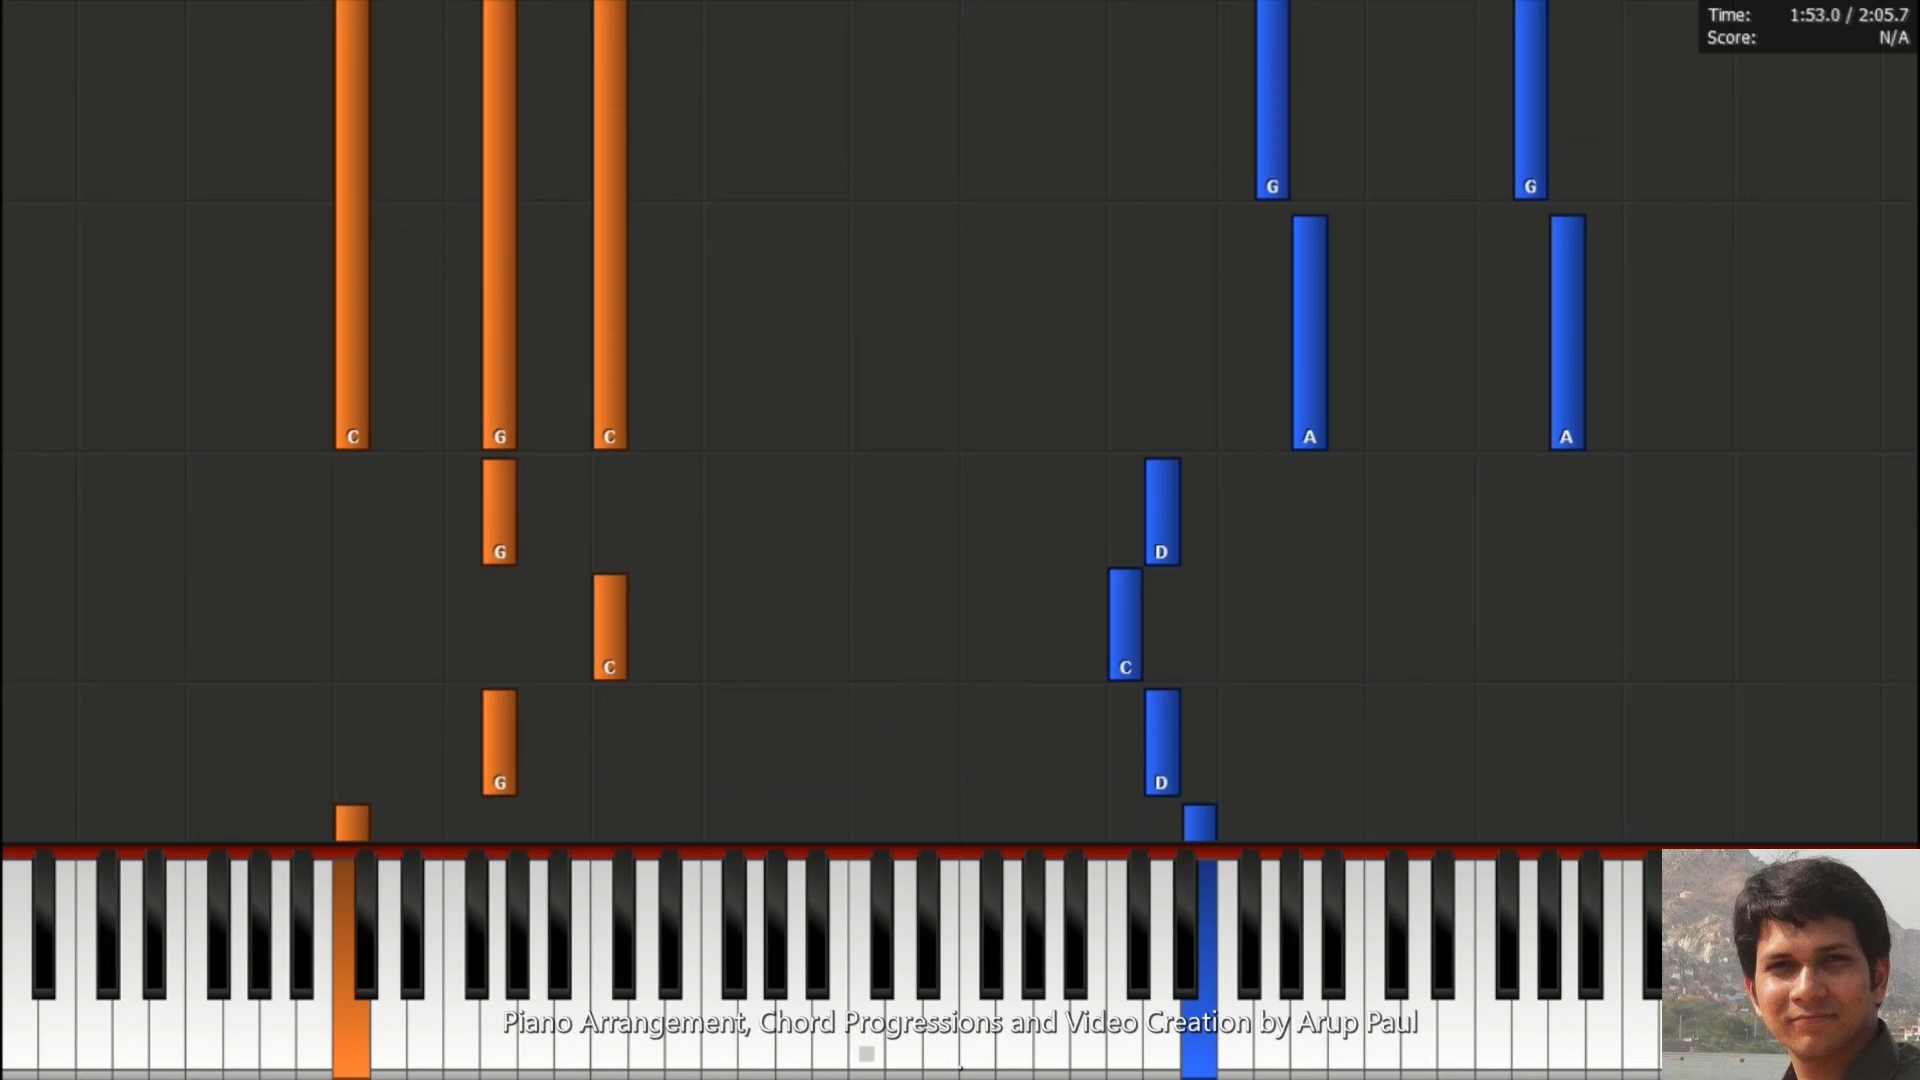 Time: 1:53.0 / 2:05.7
Score: N/A
G G
C G C A A
G D
C C
G D
Piano Arrangement, Chord Progressions and Video Creation by Arup Paul